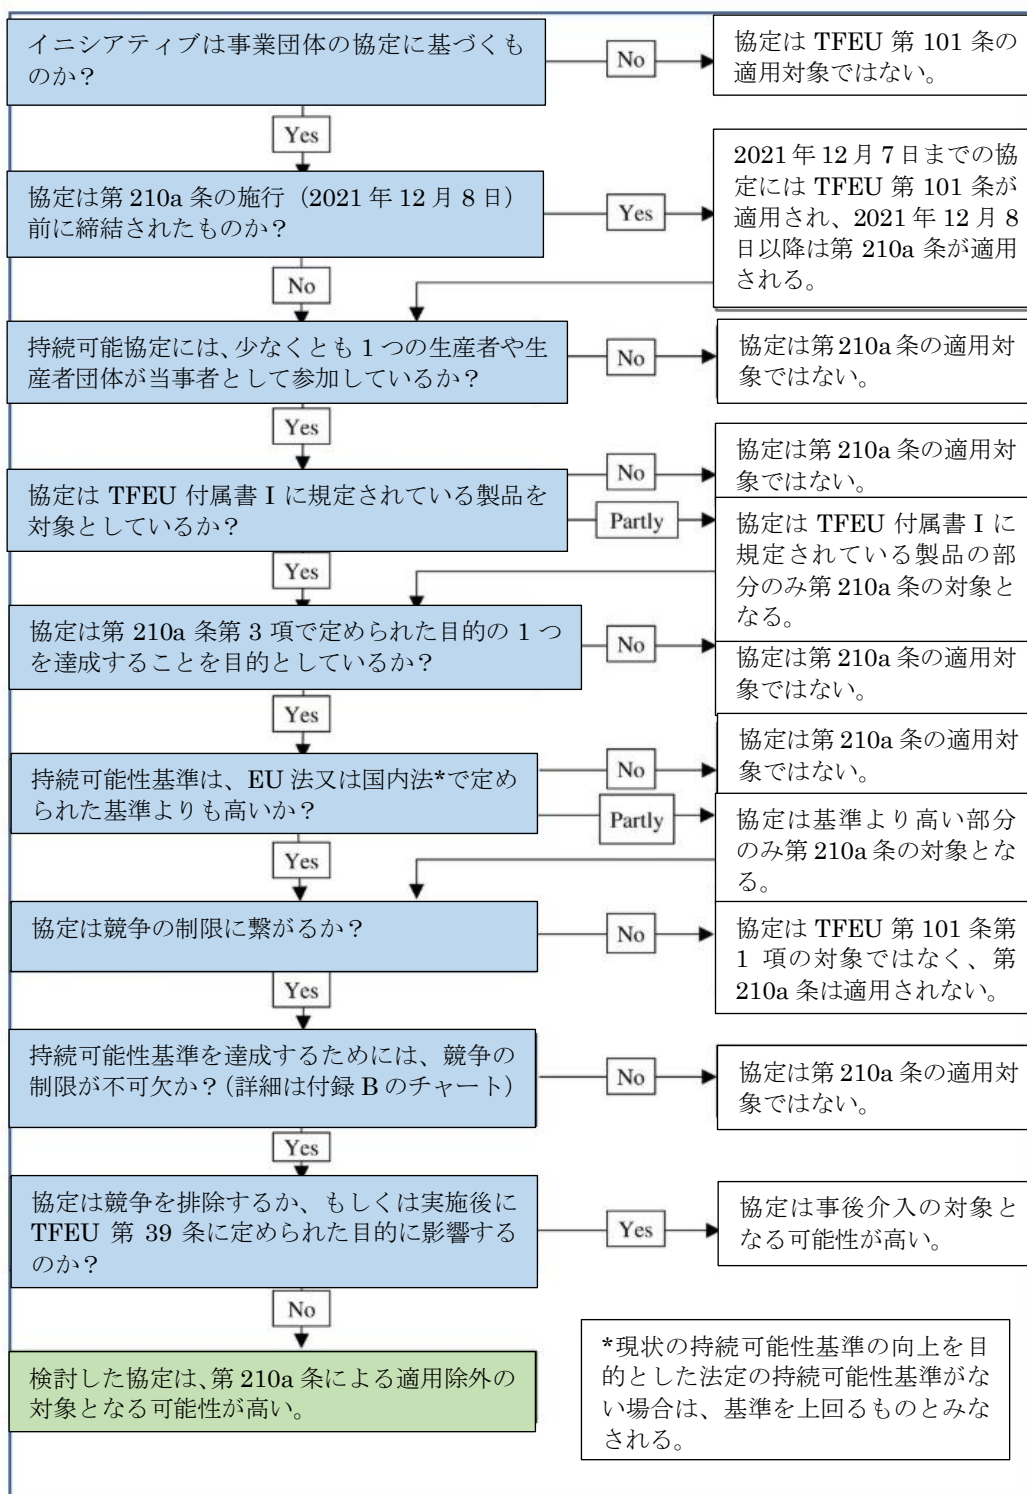 イニシアティブは事業団体の協定に基づくも
のか？
No
協定は TFEU 第 101 条の
適用対象ではない。
Yes
協定は第 210a 条の施行（2021 年 12 月 8 日）
前に締結されたものか？
Yes
2021 年 12 月 7 日までの協
定には TFEU 第 101 条が
適用され、2021 年 12 月 8
日以降は第 210a 条が適用
される。
No
持続可能協定には、少なくとも 1 つの生産者や生
産者団体が当事者として参加しているか？
No
協定は第 210a 条の適用対
象ではない。
Yes
協定は TFEU 付属書 I に規定されている製品を
対象としているか？
No
協定は第 210a 条の適用対
象ではない。
Partly
協定は TFEU 付属書 I に
規定されている製品の部
分のみ第 210a 条の対象と
なる。
Yes
協定は第 210a 条第 3 項で定められた目的の 1 つ
を達成することを目的としているか？
No
協定は第 210a 条の適用対
象ではない。
Yes
持続可能性基準は、EU 法又は国内法*で定め
られた基準よりも高いか？
No
協定は第 210a 条の適用対
象ではない。
Partly
協定は基準より高い部分
のみ第 210a 条の対象とな
る。
Yes
協定は競争の制限に繋がるか？
No
協定は TFEU 第 101 条第
1 項の対象ではなく、第
210a 条は適用されない。
Yes
持続可能性基準を達成するためには、競争の
制限が不可欠か？（詳細は付録 B のチャート）
No
協定は第 210a 条の適用対
象ではない。
Yes
協定は競争を排除するか、もしくは実施後に
TFEU 第 39 条に定められた目的に影響する
のか？
Yes
協定は事後介入の対象と
なる可能性が高い。
No
検討した協定は、第 210a 条による適用除外の
対象となる可能性が高い。
*現状の持続可能性基準の向上を目
的とした法定の持続可能性基準がな
い場合は、基準を上回るものとみな
される。